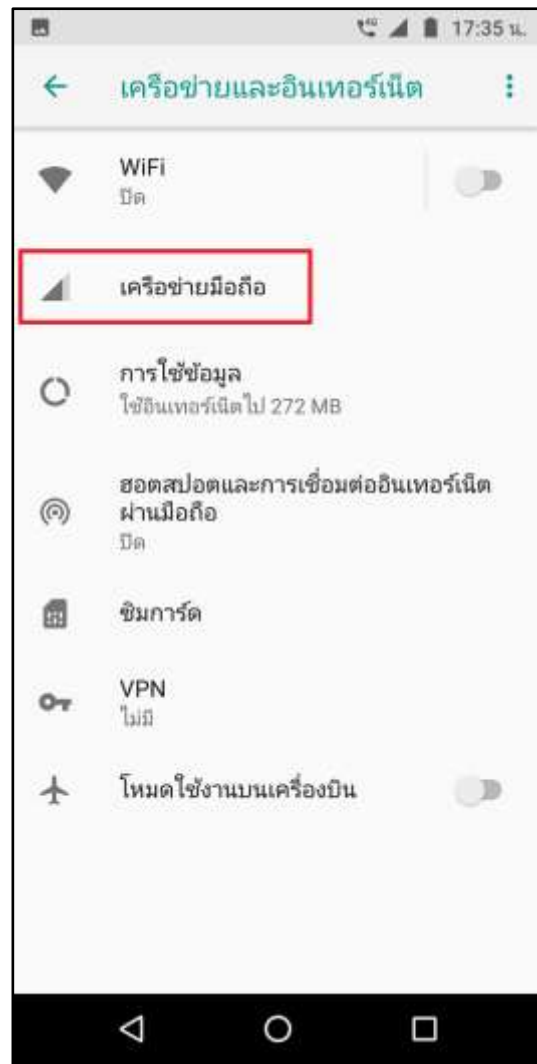 4G 17:35 น.
เครือข่ายและอินเทอร์เน็ต
WiFi
ปิด
เครือข่ายมือถือ
การใช้ข้อมูล
ใช้อินเทอร์เน็ตไป 272 MB
ฮอตสปอตและการเชื่อมต่ออินเทอร์เน็ต
ผ่านมือถือ
ปิด
ซิมการ์ด
VPN
ไม่มี
โหมดใช้งานบนเครื่องบิน